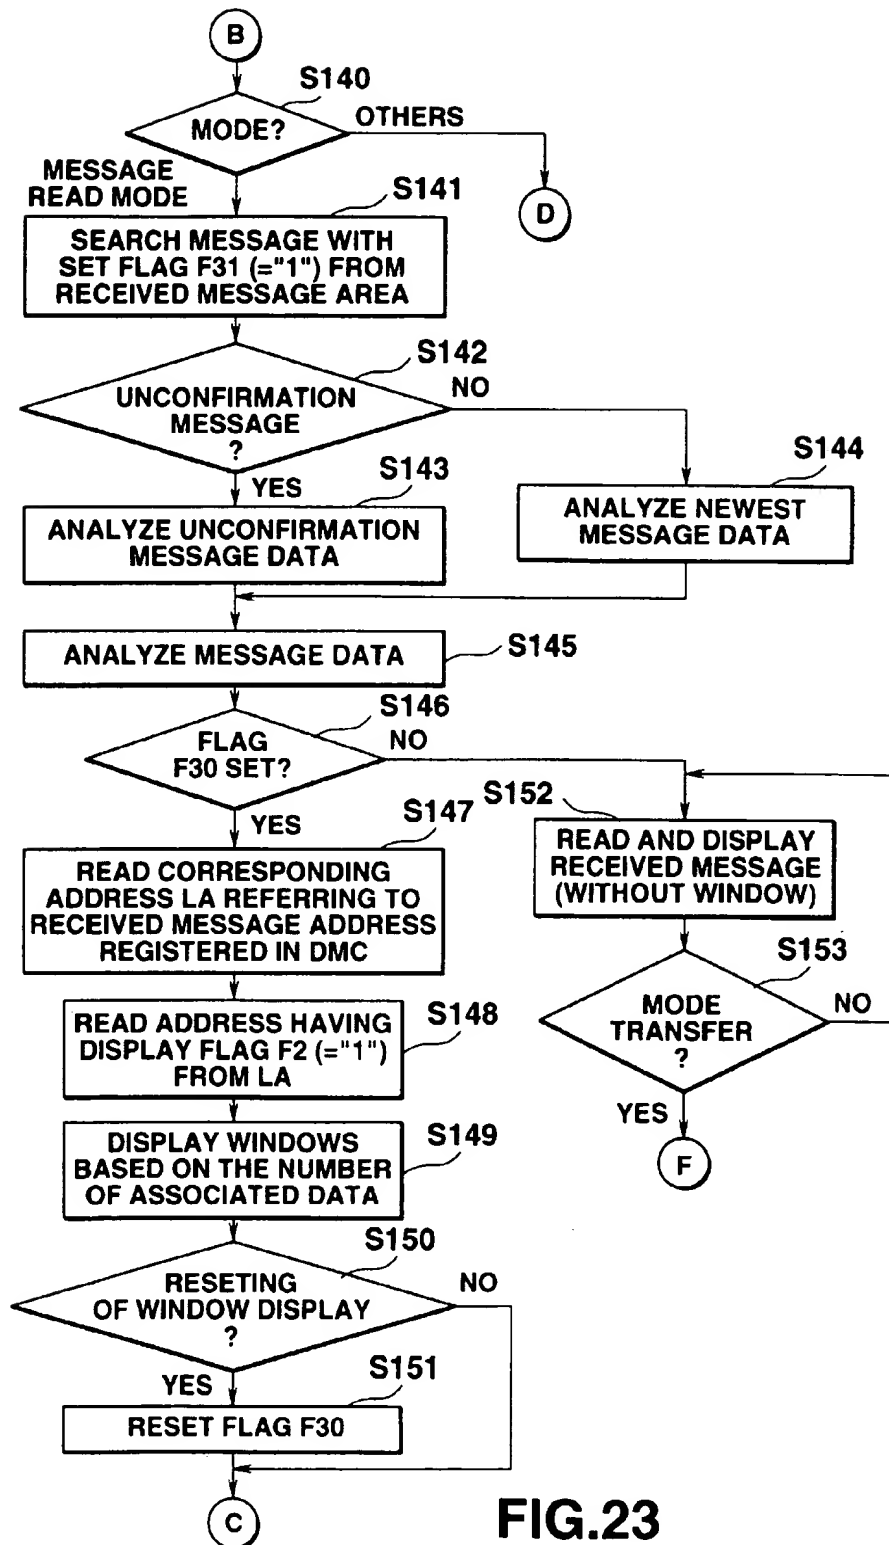 B
S140
MODE?
OTHERS
D
MESSAGE
READ MODE
S141
SEARCH MESSAGE WITH
SET FLAG F31 (="1") FROM
RECEIVED MESSAGE AREA
S142
UNCONFIRMATION
MESSAGE
?
NO
YES
S143
ANALYZE UNCONFIRMATION
MESSAGE DATA
S144
ANALYZE NEWEST
MESSAGE DATA
ANALYZE MESSAGE DATA
S145
S146
FLAG
F30 SET?
NO
YES
S147
READ CORRESPONDING
ADDRESS LA REFERRING TO
RECEIVED MESSAGE ADDRESS
REGISTERED IN DMC
S148
READ ADDRESS HAVING
DISPLAY FLAG F2 (="1")
FROM LA
S149
DISPLAY WINDOWS
BASED ON THE NUMBER
OF ASSOCIATED DATA
S150
RESETING
OF WINDOW DISPLAY
?
NO
YES
S151
RESET FLAG F30
C
S152
READ AND DISPLAY
RECEIVED MESSAGE
(WITHOUT WINDOW)
S153
MODE
TRANSFER
?
NO
YES
F
FIG.23